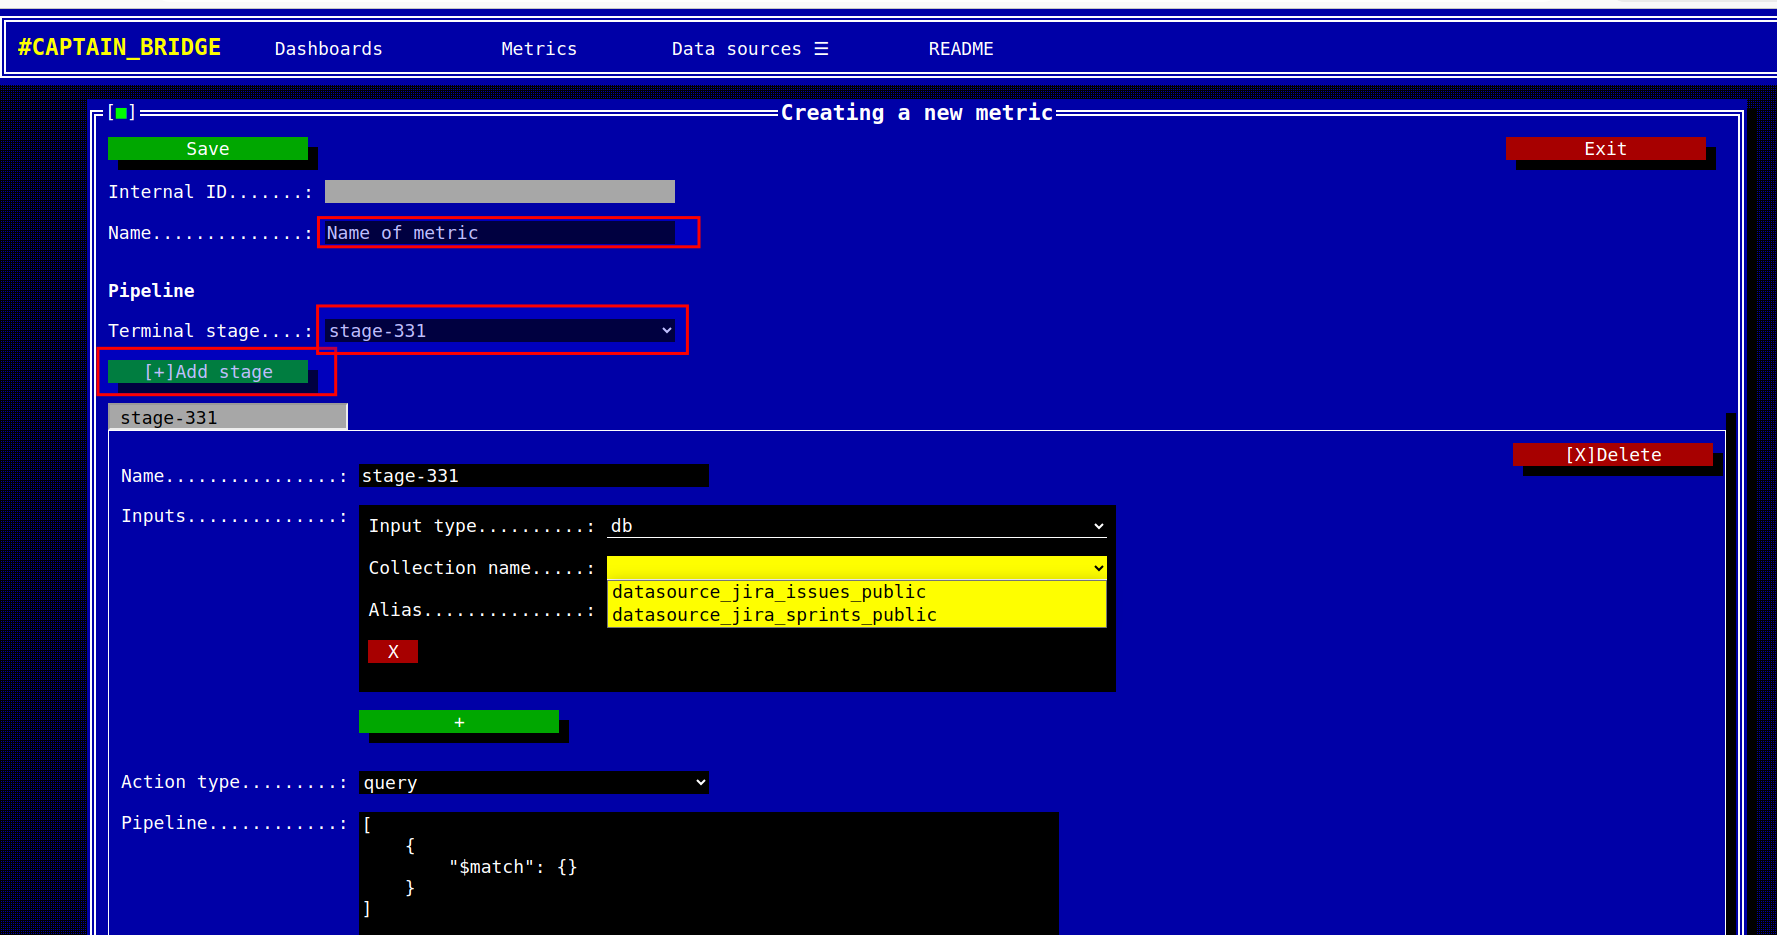 #CAPTAIN_BRIDGE Dashboards Metrics Data sources ☰ README
[■] Creating a new metric
Save Exit
Internal ID.......:
Name..............: Name of metric
Pipeline
Terminal stage....: stage-331
[+]Add stage
stage-331
[X]Delete
Name................: stage-331
Inputs..............: Input type..........: db
Collection name.....:
datasource_jira_issues_public
Alias...............: datasource_jira_sprints_public
X
+
Action type.........: query
Pipeline............: [
{
"$match": {}
}
]